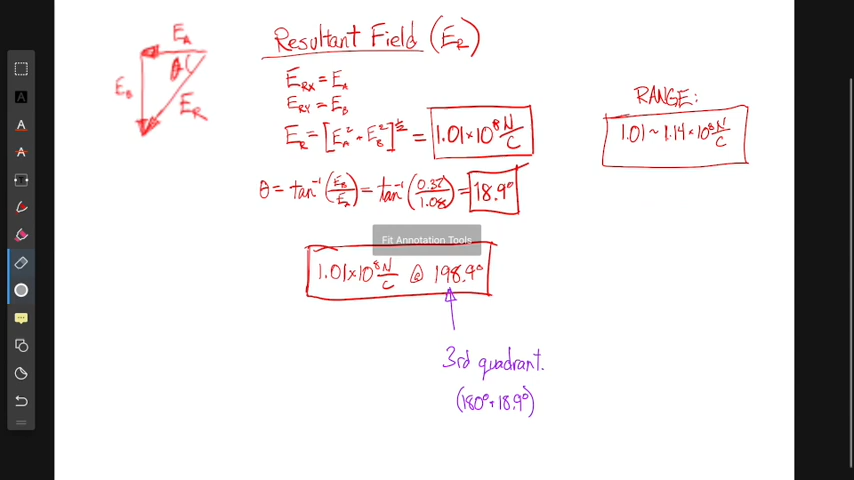 E_A
θ
E_B
E_R
Resultant Field (E_R)
E_RX = E_A
E_RY = E_B
E_R = [E_A² + E_B²]^½ = 1.01×10⁸ N/C
θ = tan⁻¹(E_B/E_A) = tan⁻¹(0.37/1.08) = 18.9°
Fit Annotation Tools
1.01×10⁸ N/C @ 198.9°
3rd quadrant.
(180°+18.9°)
RANGE:
1.01 ~ 1.14×10⁸ N/C
A
A
A
T